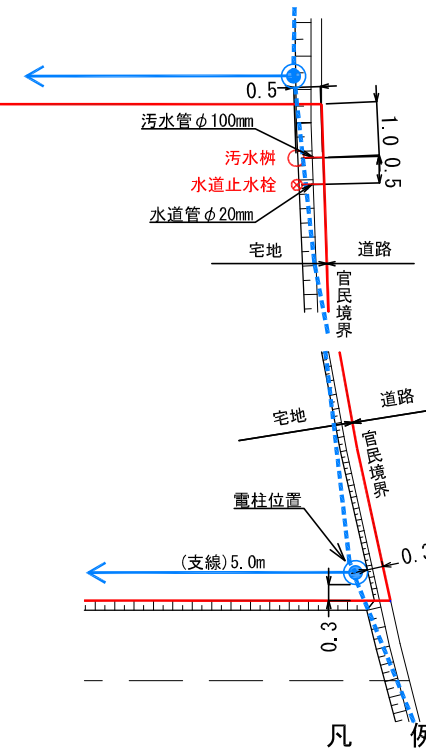 0.5
汚水管φ100mm
1.0
汚水桝
0.5
水道止水栓
水道管φ20mm
宅地
道路
官民境界
道路
宅地
官民境界
電柱位置
0.3
(支線)5.0m
0.3
凡 例